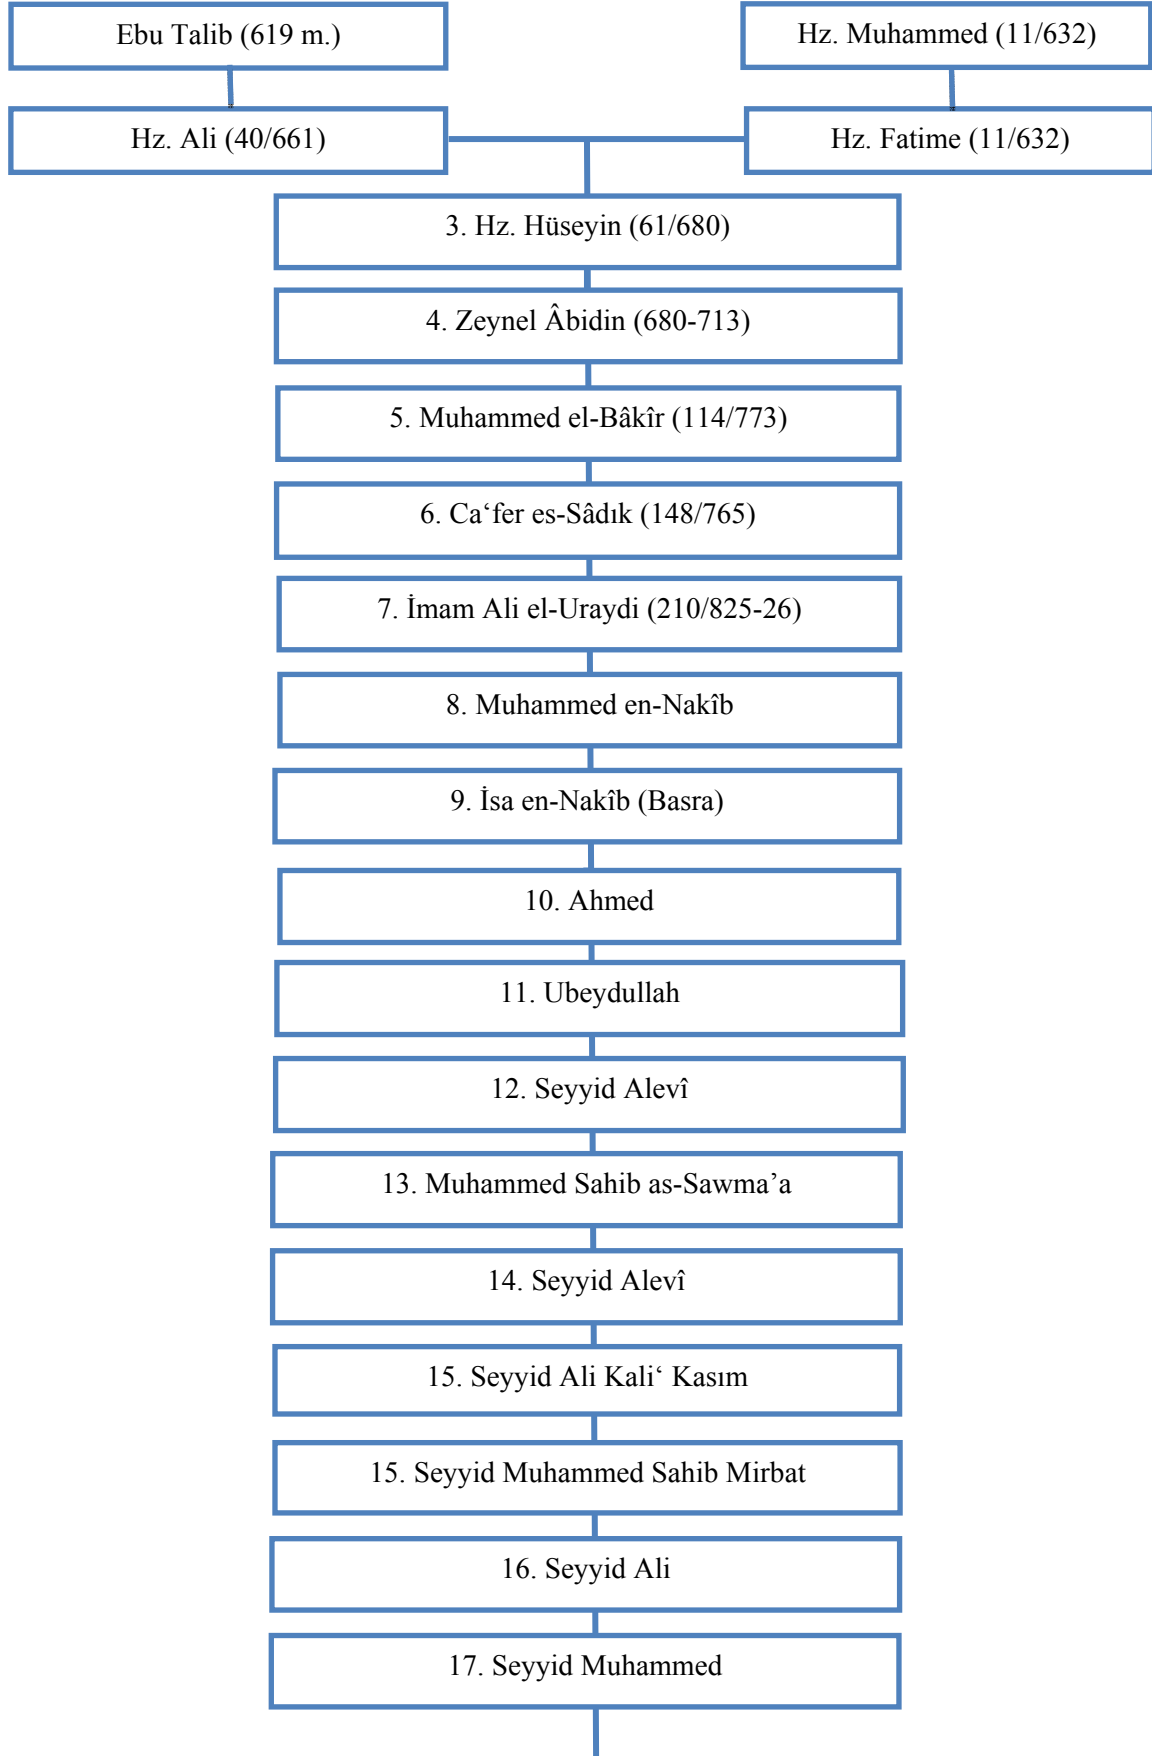 Ebu Talib (619 m.)
Hz. Muhammed (11/632)
Hz. Ali (40/661)
Hz. Fatime (11/632)
3. Hz. Hüseyin (61/680)
4. Zeynel Âbidin (680-713)
5. Muhammed el-Bâkîr (114/773)
6. Ca‘fer es-Sâdık (148/765)
7. İmam Ali el-Uraydi (210/825-26)
8. Muhammed en-Nakîb
9. İsa en-Nakîb (Basra)
10. Ahmed
11. Ubeydullah
12. Seyyid Alevî
13. Muhammed Sahib as-Sawma’a
14. Seyyid Alevî
15. Seyyid Ali Kali‘ Kasım
15. Seyyid Muhammed Sahib Mirbat
16. Seyyid Ali
17. Seyyid Muhammed